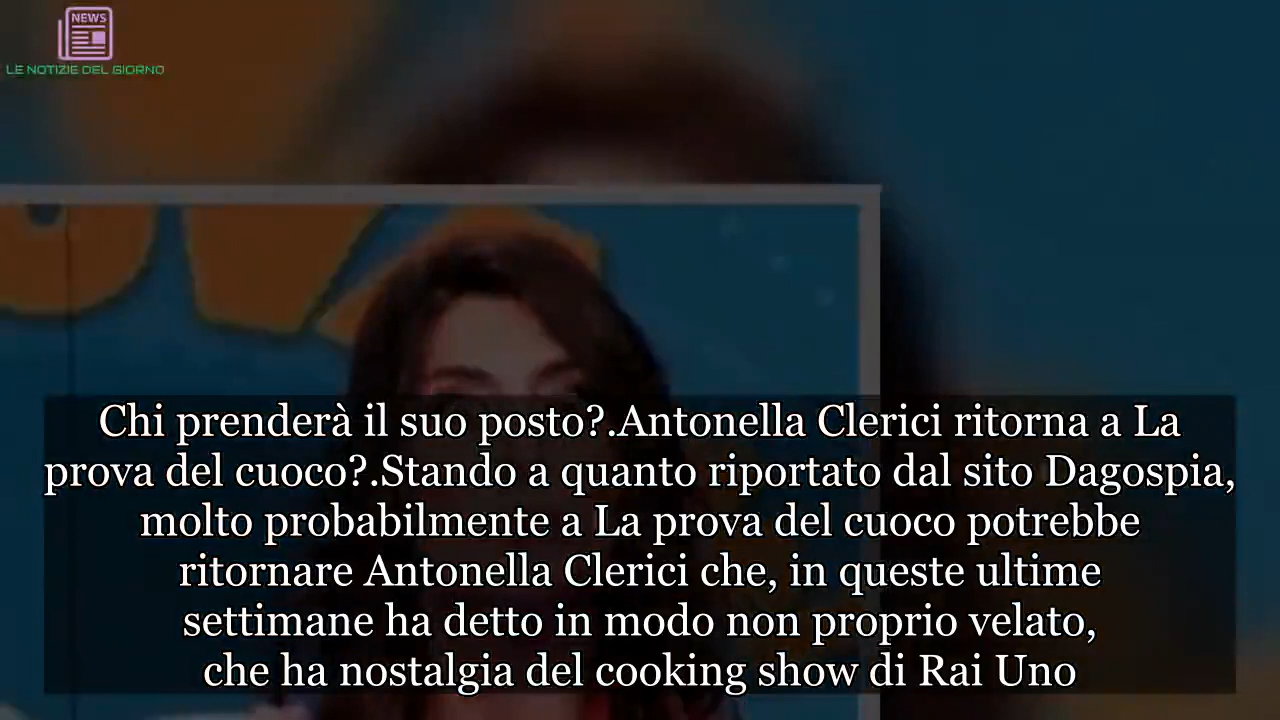 NEWS
LE NOTIZIE DEL GIORNO
Chi prenderà il suo posto?.Antonella Clerici ritorna a La
prova del cuoco?.Stando a quanto riportato dal sito Dagospia,
molto probabilmente a La prova del cuoco potrebbe
ritornare Antonella Clerici che, in queste ultime
settimane ha detto in modo non proprio velato,
che ha nostalgia del cooking show di Rai Uno